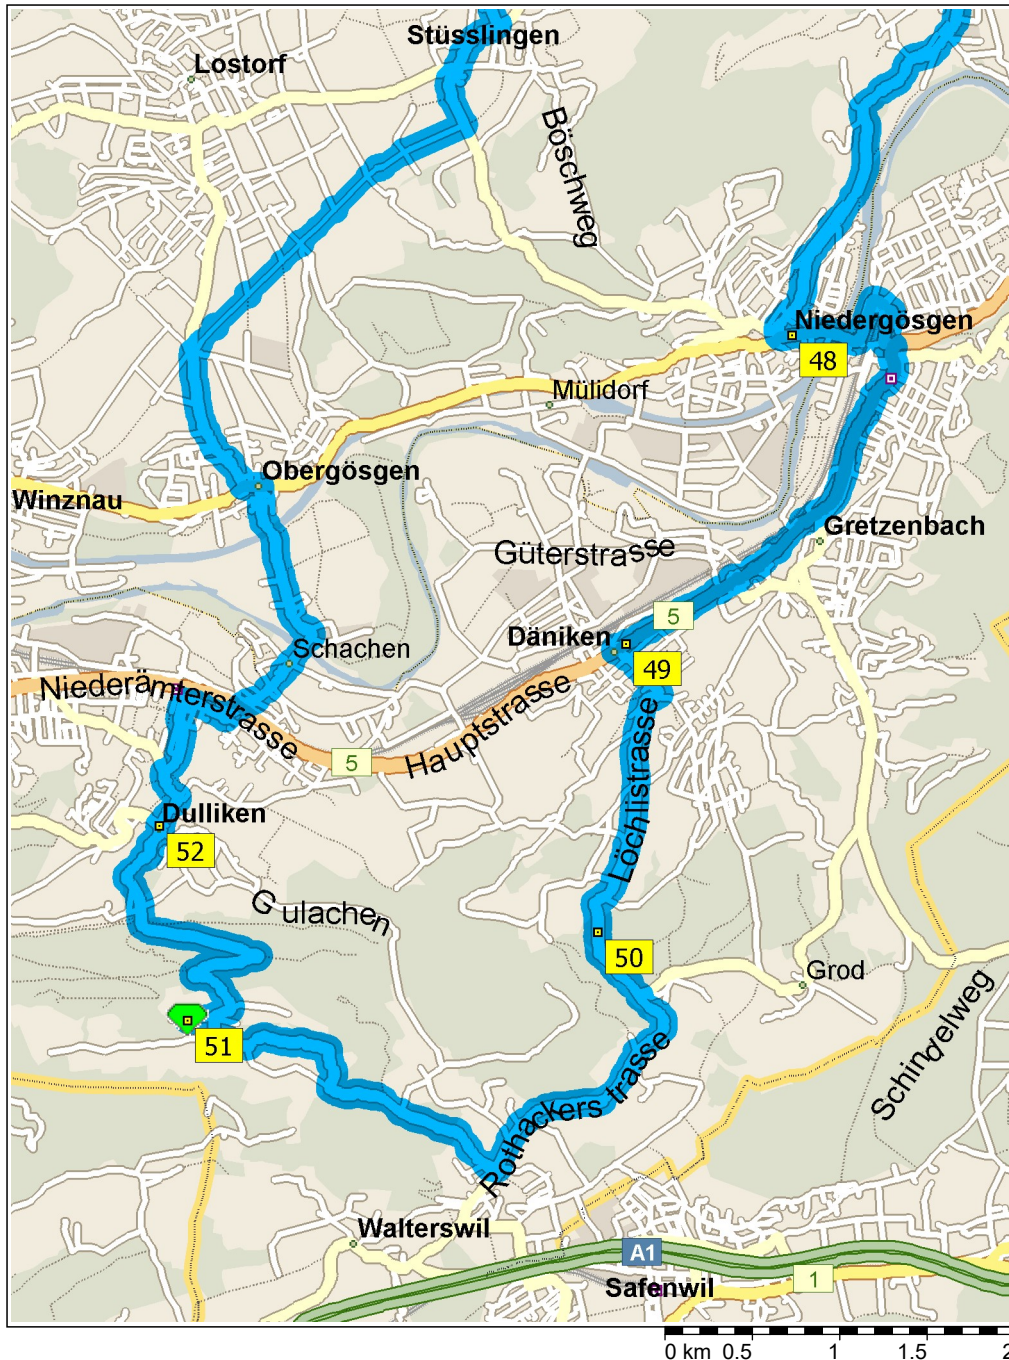 Stüsslingen
Lostorf
Böschweg
Niedergösgen
48
Mülidorf
Obergösgen
Winznau
Gretzenbach
Güterstrasse
5
Däniken
Schachen
49
Niederämterstrasse
Hauptstrasse
5
Löchlistrasse
Dulliken
52
Gulachen
50
Grod
Schindelweg
51
Rothackerstrasse
Walterswil
A1
1
Safenwil
0 km 0.5 1 1.5 2